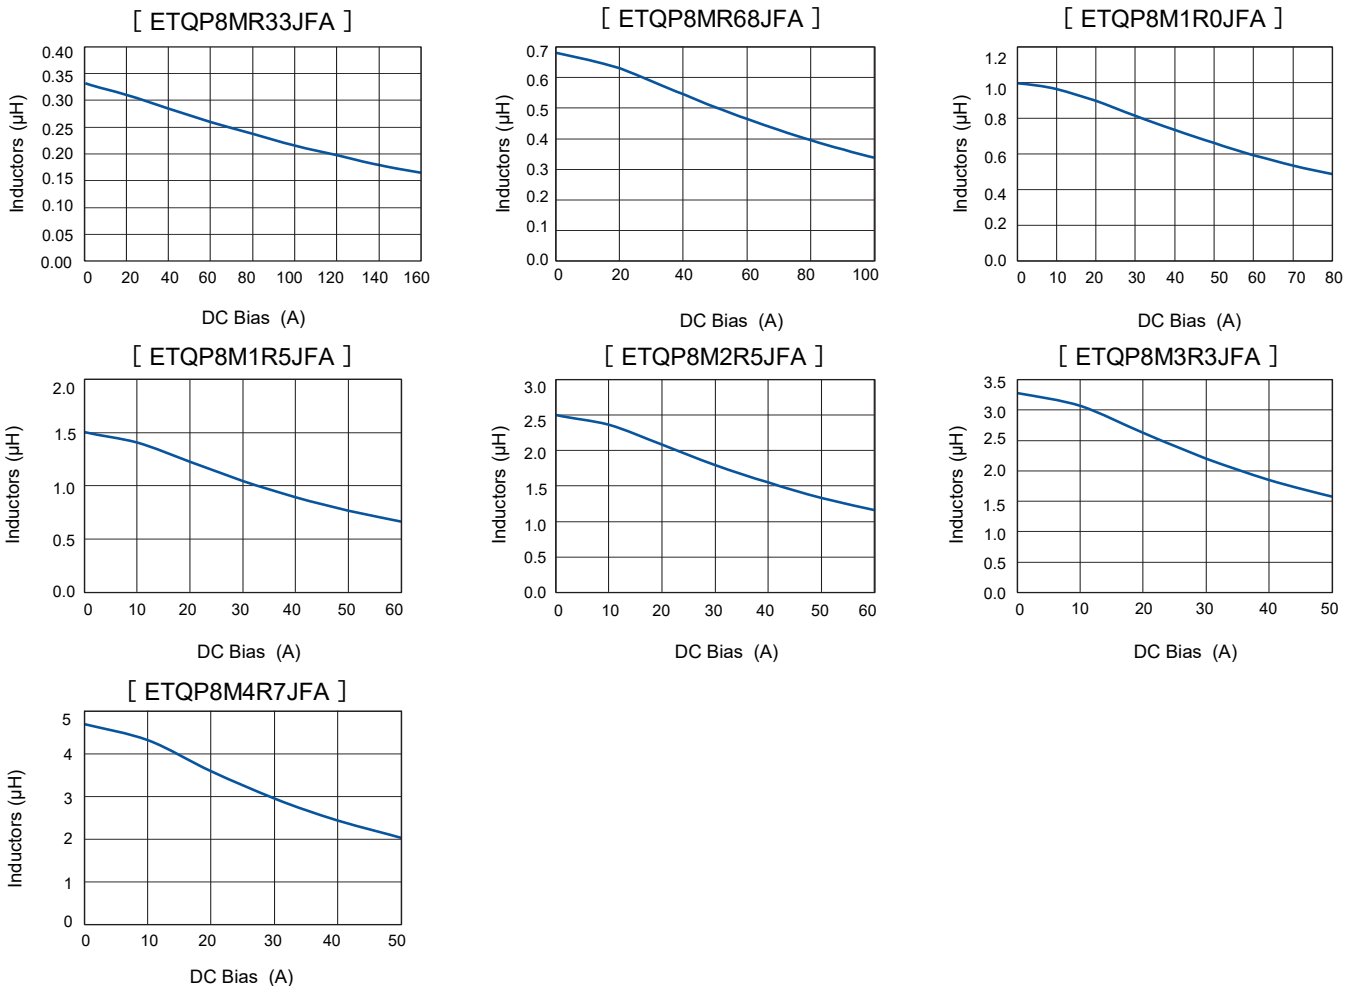 [ ETQP8MR33JFA ]
Inductors (µH)
0.40
0.35
0.30
0.25
0.20
0.15
0.10
0.05
0.00
0 20 40 60 80 100 120 140 160
DC Bias (A)
[ ETQP8MR68JFA ]
Inductors (µH)
0.7
0.6
0.5
0.4
0.3
0.2
0.1
0.0
0 20 40 60 80 100
DC Bias (A)
[ ETQP8M1R0JFA ]
Inductors (µH)
1.2
1.0
0.8
0.6
0.4
0.2
0.0
0 10 20 30 40 50 60 70 80
DC Bias (A)
[ ETQP8M1R5JFA ]
Inductors (µH)
2.0
1.5
1.0
0.5
0.0
0 10 20 30 40 50 60
DC Bias (A)
[ ETQP8M2R5JFA ]
Inductors (µH)
3.0
2.5
2.0
1.5
1.0
0.5
0.0
0 10 20 30 40 50 60
DC Bias (A)
[ ETQP8M3R3JFA ]
Inductors (µH)
3.5
3.0
2.5
2.0
1.5
1.0
0.5
0.0
0 10 20 30 40 50
DC Bias (A)
[ ETQP8M4R7JFA ]
Inductors (µH)
5
4
3
2
1
0
0 10 20 30 40 50
DC Bias (A)